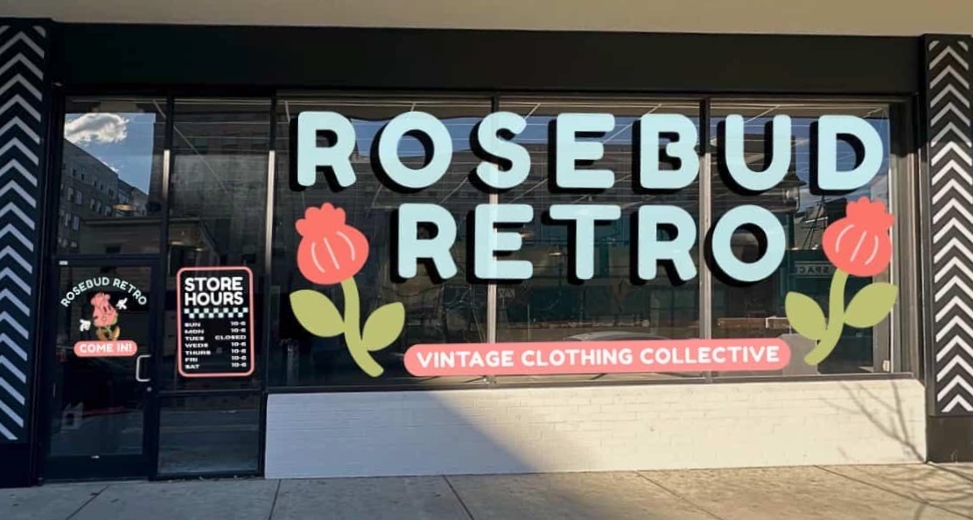 ROSEBUD
RETRO
VINTAGE CLOTHING COLLECTIVE
ROSEBUD RETRO
COME IN!
STORE
HOURS
SUN 10-6
MON 10-6
TUES CLOSED
WEDS 10-6
THURS 10-6
FRI 10-6
SAT 10-6